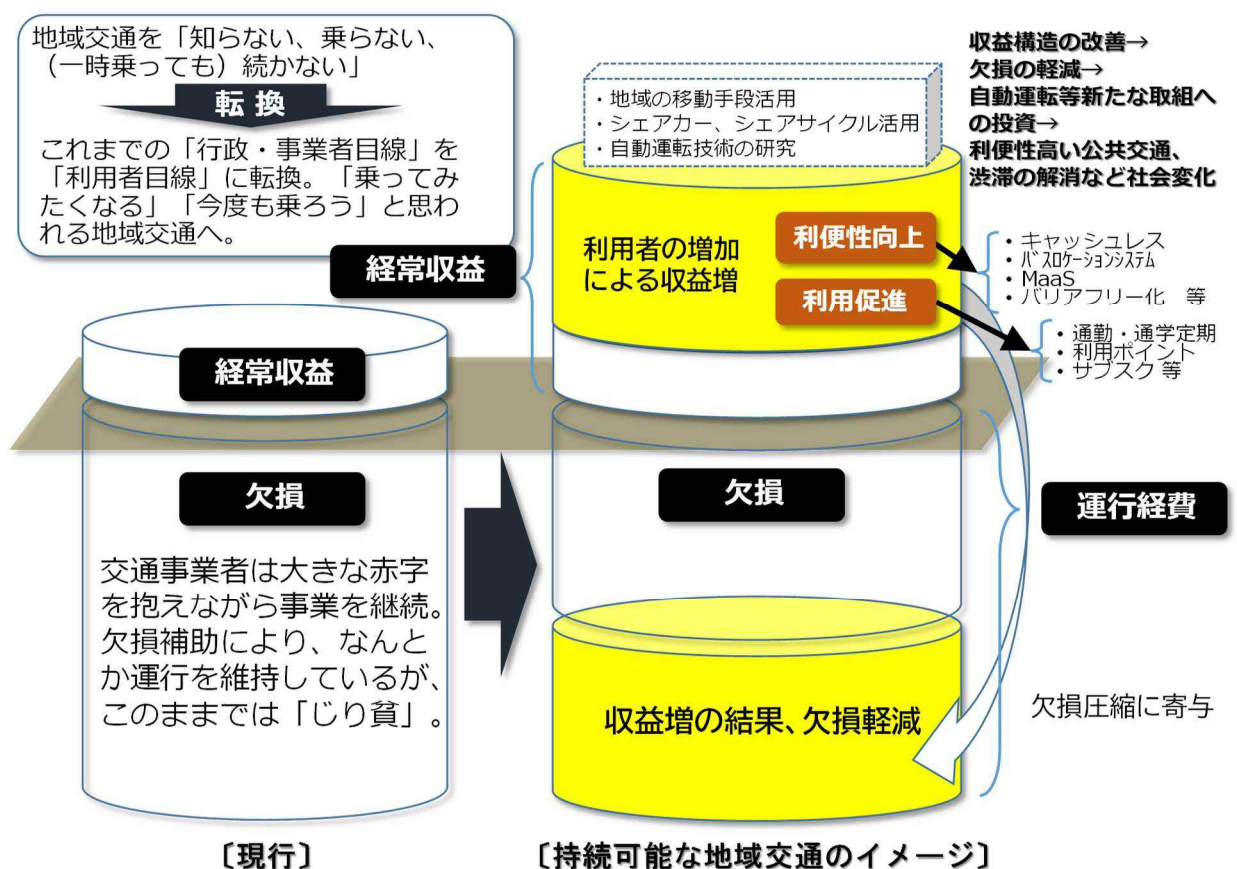 地域交通を「知らない、乗らない、
（一時乗っても）続かない」
転 換
これまでの「行政・事業者目線」を
「利用者目線」に転換。「乗ってみ
たくなる」「今度も乗ろう」と思わ
れる地域交通へ。
収益構造の改善→
欠損の軽減→
自動運転等新たな取組へ
の投資→
利便性高い公共交通、
渋滞の解消など社会変化
・地域の移動手段活用
・シェアカー、シェアサイクル活用
・自動運転技術の研究
経常収益
利用者の増加
による収益増
利便性向上
利用促進
・キャッシュレス
・バスロケーションシステム
・MaaS
・バリアフリー化 等
・通勤・通学定期
・利用ポイント
・サブスク 等
経常収益
欠損
交通事業者は大きな赤字
を抱えながら事業を継続。
欠損補助により、なんと
か運行を維持しているが、
このままでは「じり貧」。
欠損
運行経費
収益増の結果、欠損軽減
欠損圧縮に寄与
〔現行〕
〔持続可能な地域交通のイメージ〕